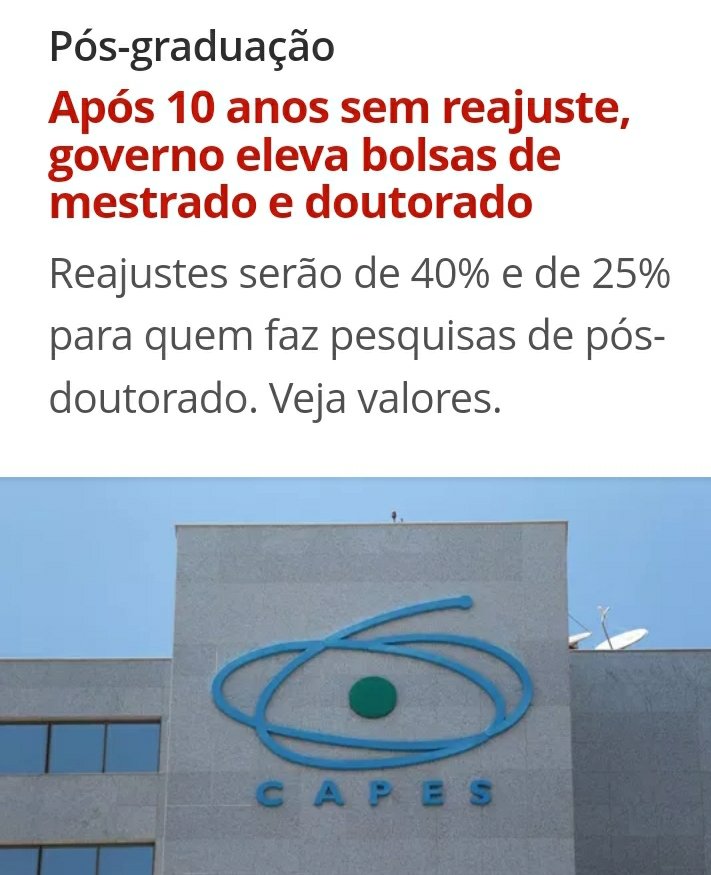 Pós-graduação
Após 10 anos sem reajuste,
governo eleva bolsas de
mestrado e doutorado
Reajustes serão de 40% e de 25%
para quem faz pesquisas de pós-
doutorado. Veja valores.
CAPES